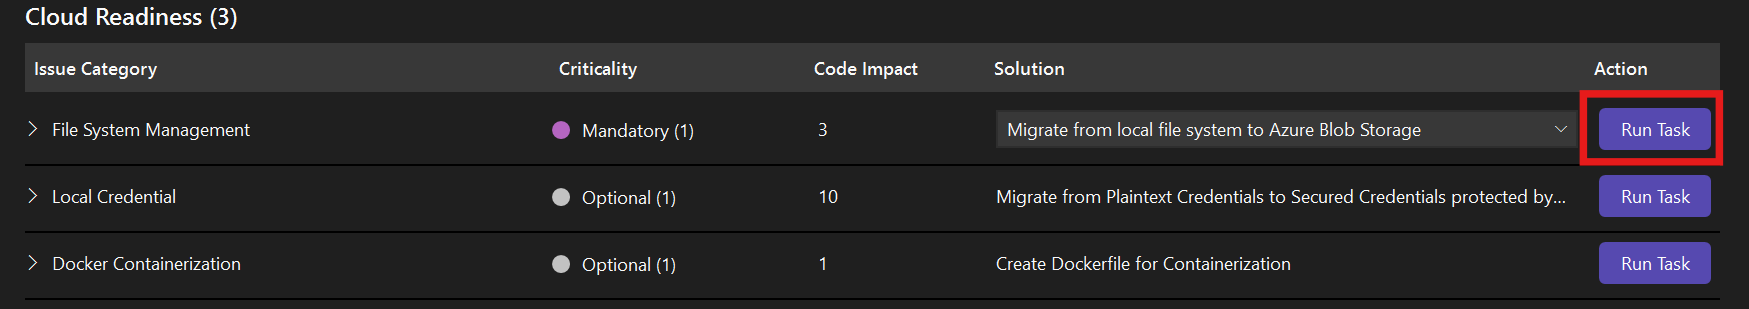 Cloud Readiness (3)
Issue Category Criticality Code Impact Solution Action
File System Management Mandatory (1) 3 Migrate from local file system to Azure Blob Storage Run Task
Local Credential Optional (1) 10 Migrate from Plaintext Credentials to Secured Credentials protected by... Run Task
Docker Containerization Optional (1) 1 Create Dockerfile for Containerization Run Task